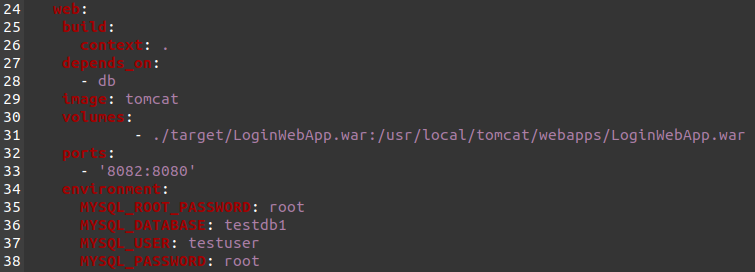 24 web:
25 build:
26 context: .
27 depends_on:
28 - db
29 image: tomcat
30 volumes:
31 - ./target/LoginWebApp.war:/usr/local/tomcat/webapps/LoginWebApp.war
32 ports:
33 - '8082:8080'
34 environment:
35 MYSQL_ROOT_PASSWORD: root
36 MYSQL_DATABASE: testdb1
37 MYSQL_USER: testuser
38 MYSQL_PASSWORD: root